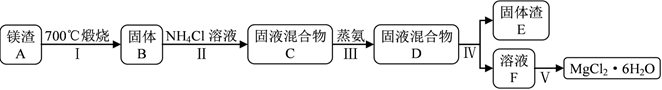 镁渣
A
700℃煅烧
Ⅰ
固体
B
NH₄Cl 溶液
Ⅱ
固液混合物
C
蒸氨
Ⅲ
固液混合物
D
Ⅳ
固体渣
E
溶液
F
Ⅴ
MgCl₂・6H₂O